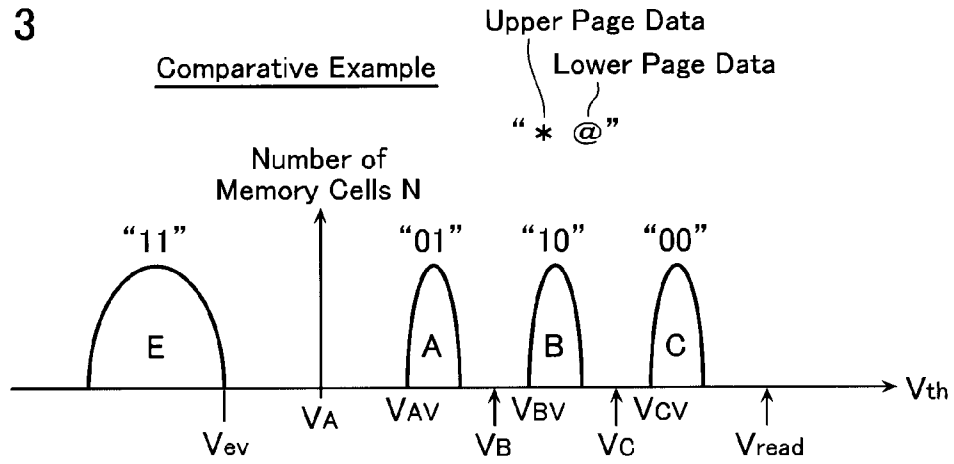 3
Upper Page Data
Comparative Example
Lower Page Data
“ * @”
Number of
Memory Cells N
“11” “01” “10” “00”
E A B C
Vth
VA VAV VBV VCV
Vev VB VC Vread